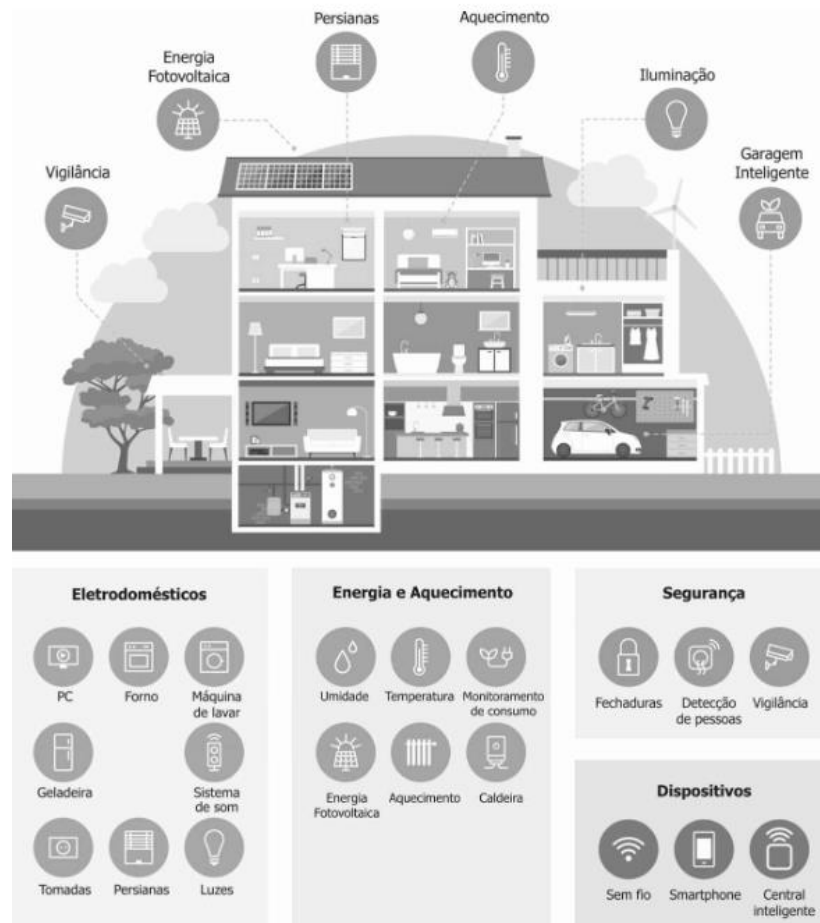 Persianas
Aquecimento
Energia
Fotovoltaica
Iluminação
Vigilância
Garagem
Inteligente
Eletrodomésticos
PC
Forno
Máquina
de lavar
Geladeira
Sistema
de som
Tomadas
Persianas
Luzes
Energia e Aquecimento
Umidade
Temperatura
Monitoramento
de consumo
Energia
Fotovoltaica
Aquecimento
Caldeira
Segurança
Fechaduras
Detecção
de pessoas
Vigilância
Dispositivos
Sem fio
Smartphone
Central
inteligente